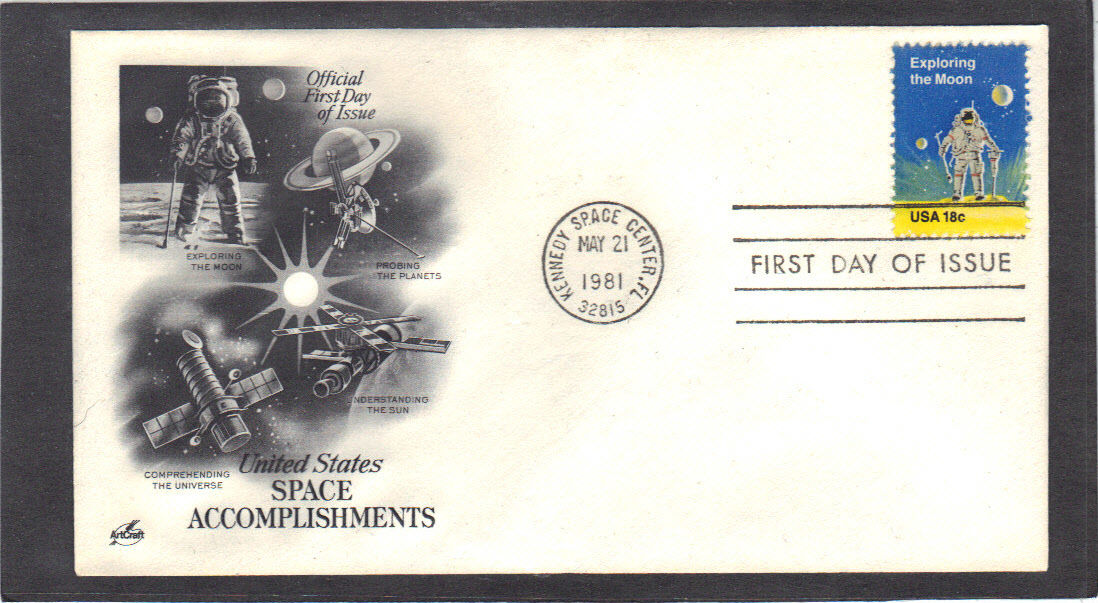 Official
First Day
of Issue
EXPLORING
THE MOON
PROBING
THE PLANETS
UNDERSTANDING
THE SUN
COMPREHENDING
THE UNIVERSE
United States
SPACE
ACCOMPLISHMENTS
ArtCraft
KENNEDY SPACE CENTER, FL
MAY 21
1981
32815
Exploring
the Moon
USA 18c
FIRST DAY OF ISSUE